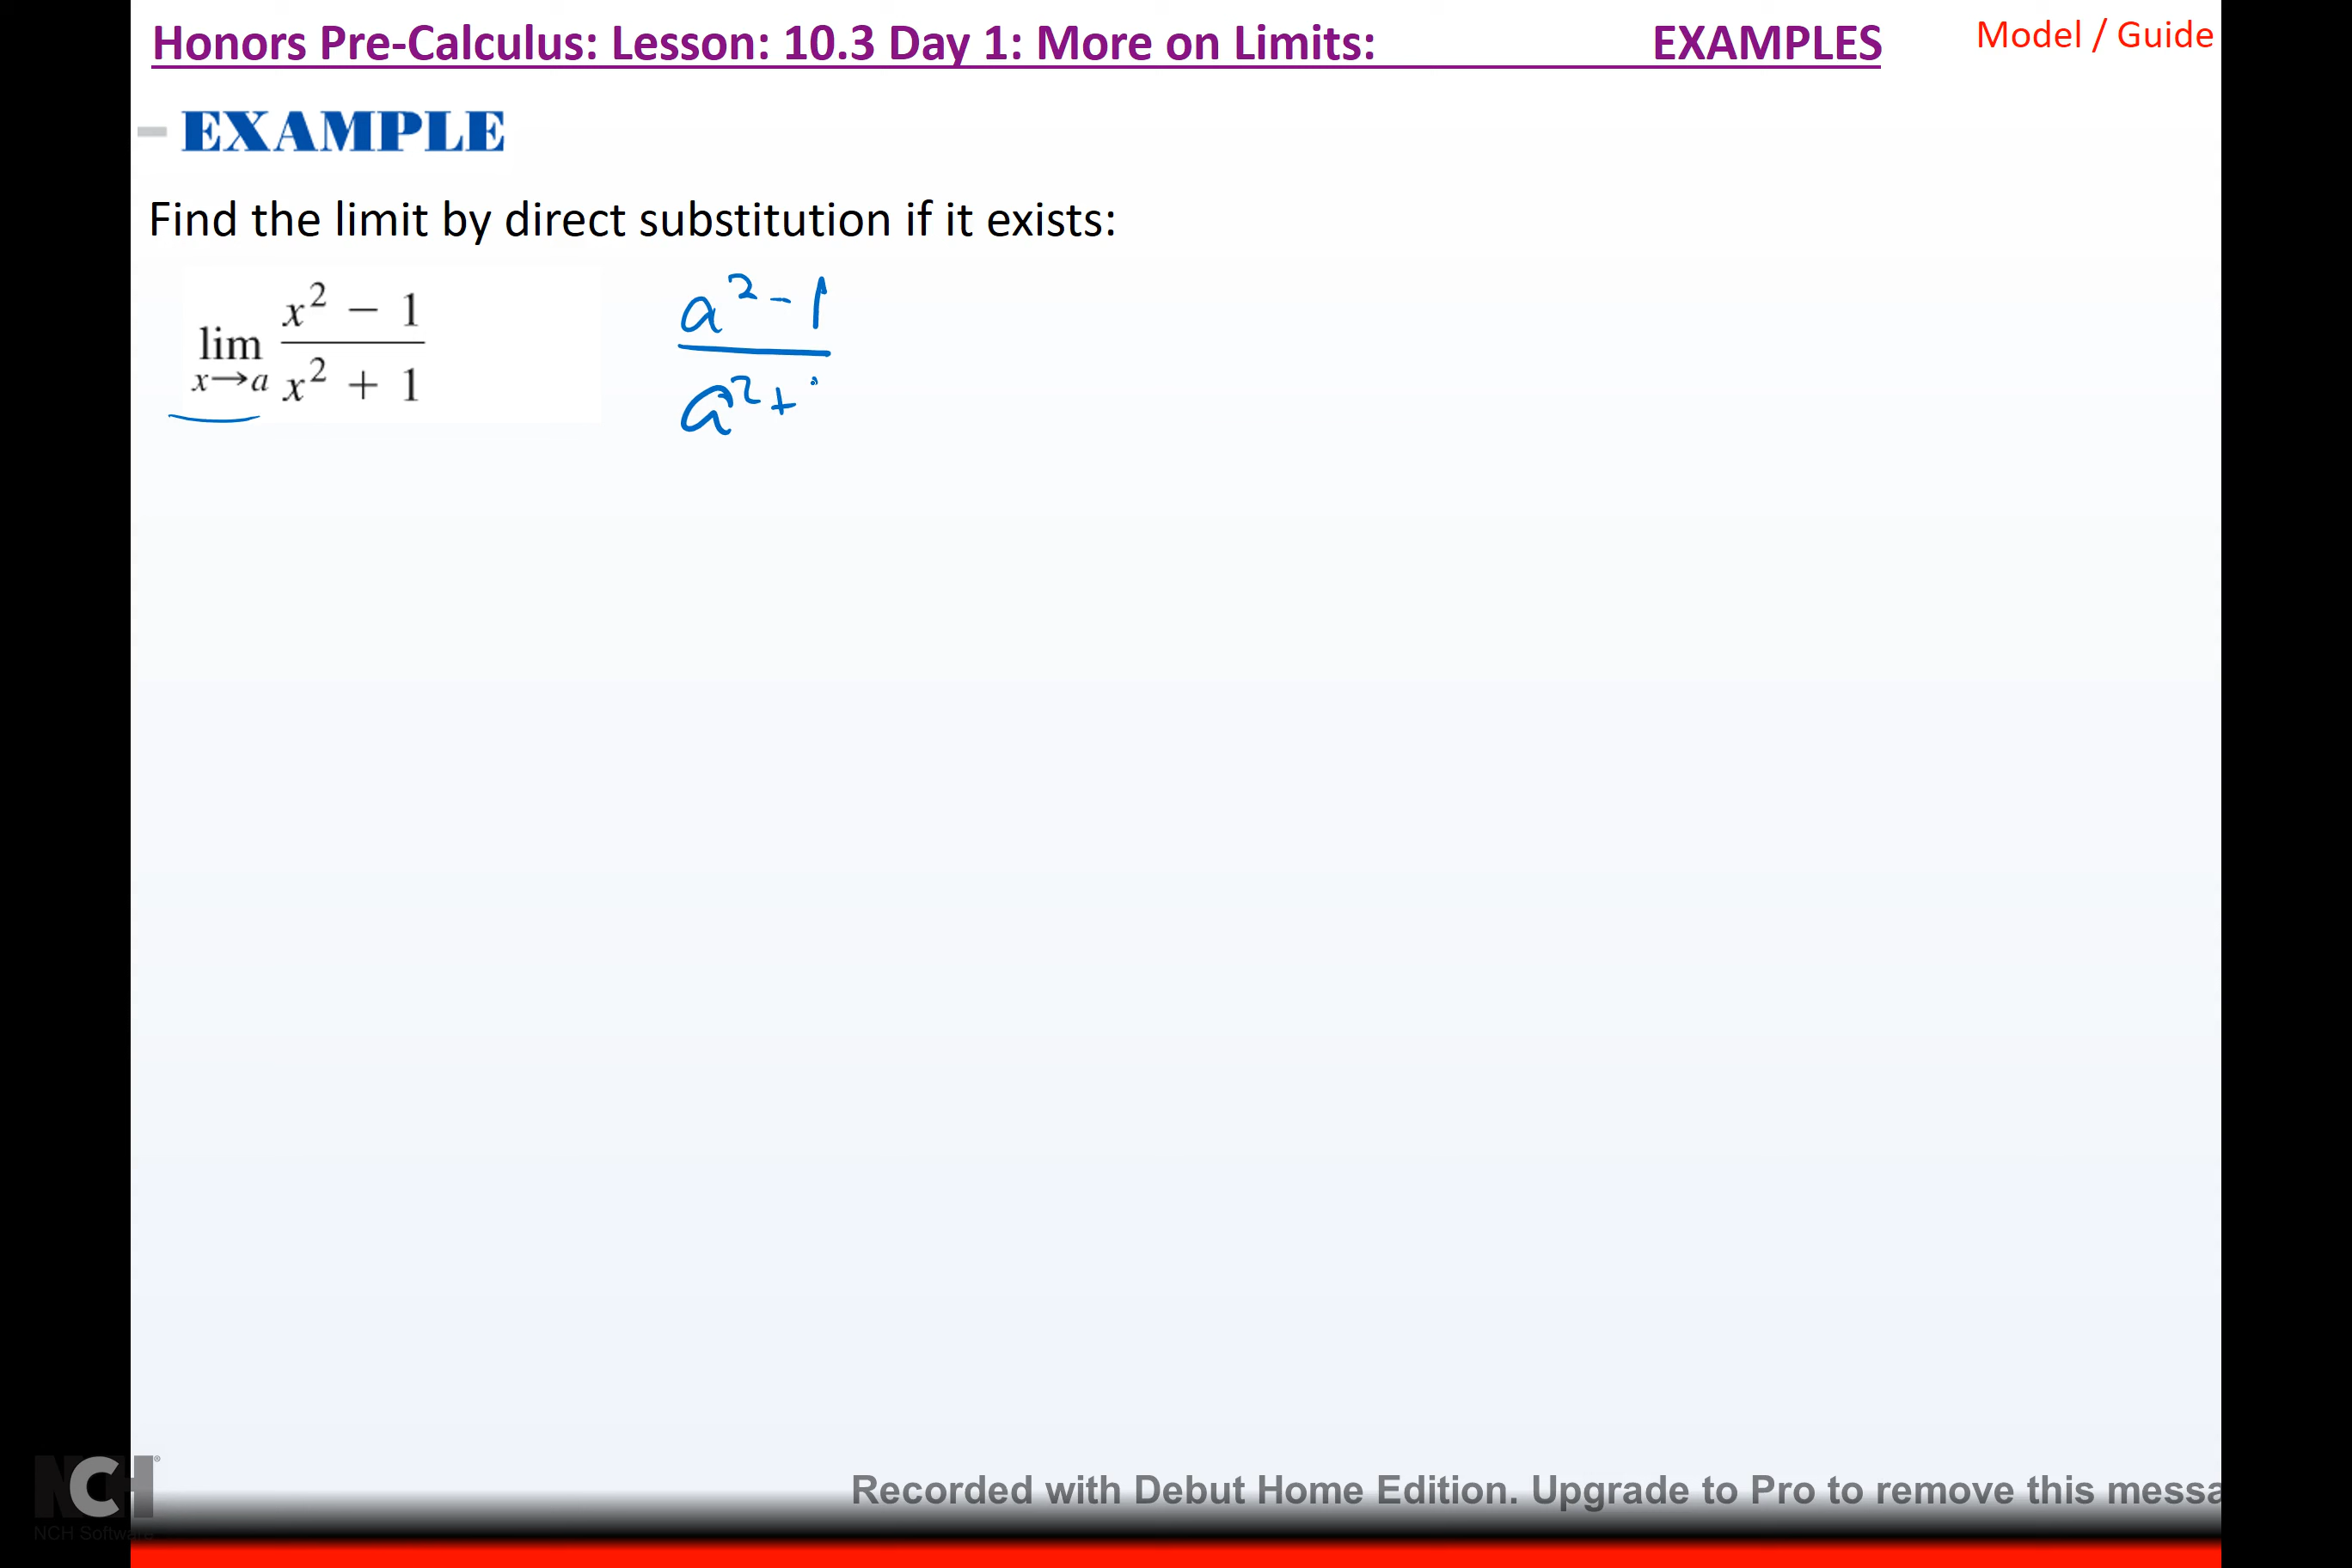 Honors Pre-Calculus: Lesson: 10.3 Day 1: More on Limits: EXAMPLES Model / Guide
EXAMPLE
Find the limit by direct substitution if it exists:
lim x→a (x² − 1)/(x² + 1)
a² − 1
a² +
Recorded with Debut Home Edition. Upgrade to Pro to remove this messa
NCH®
NCH Software